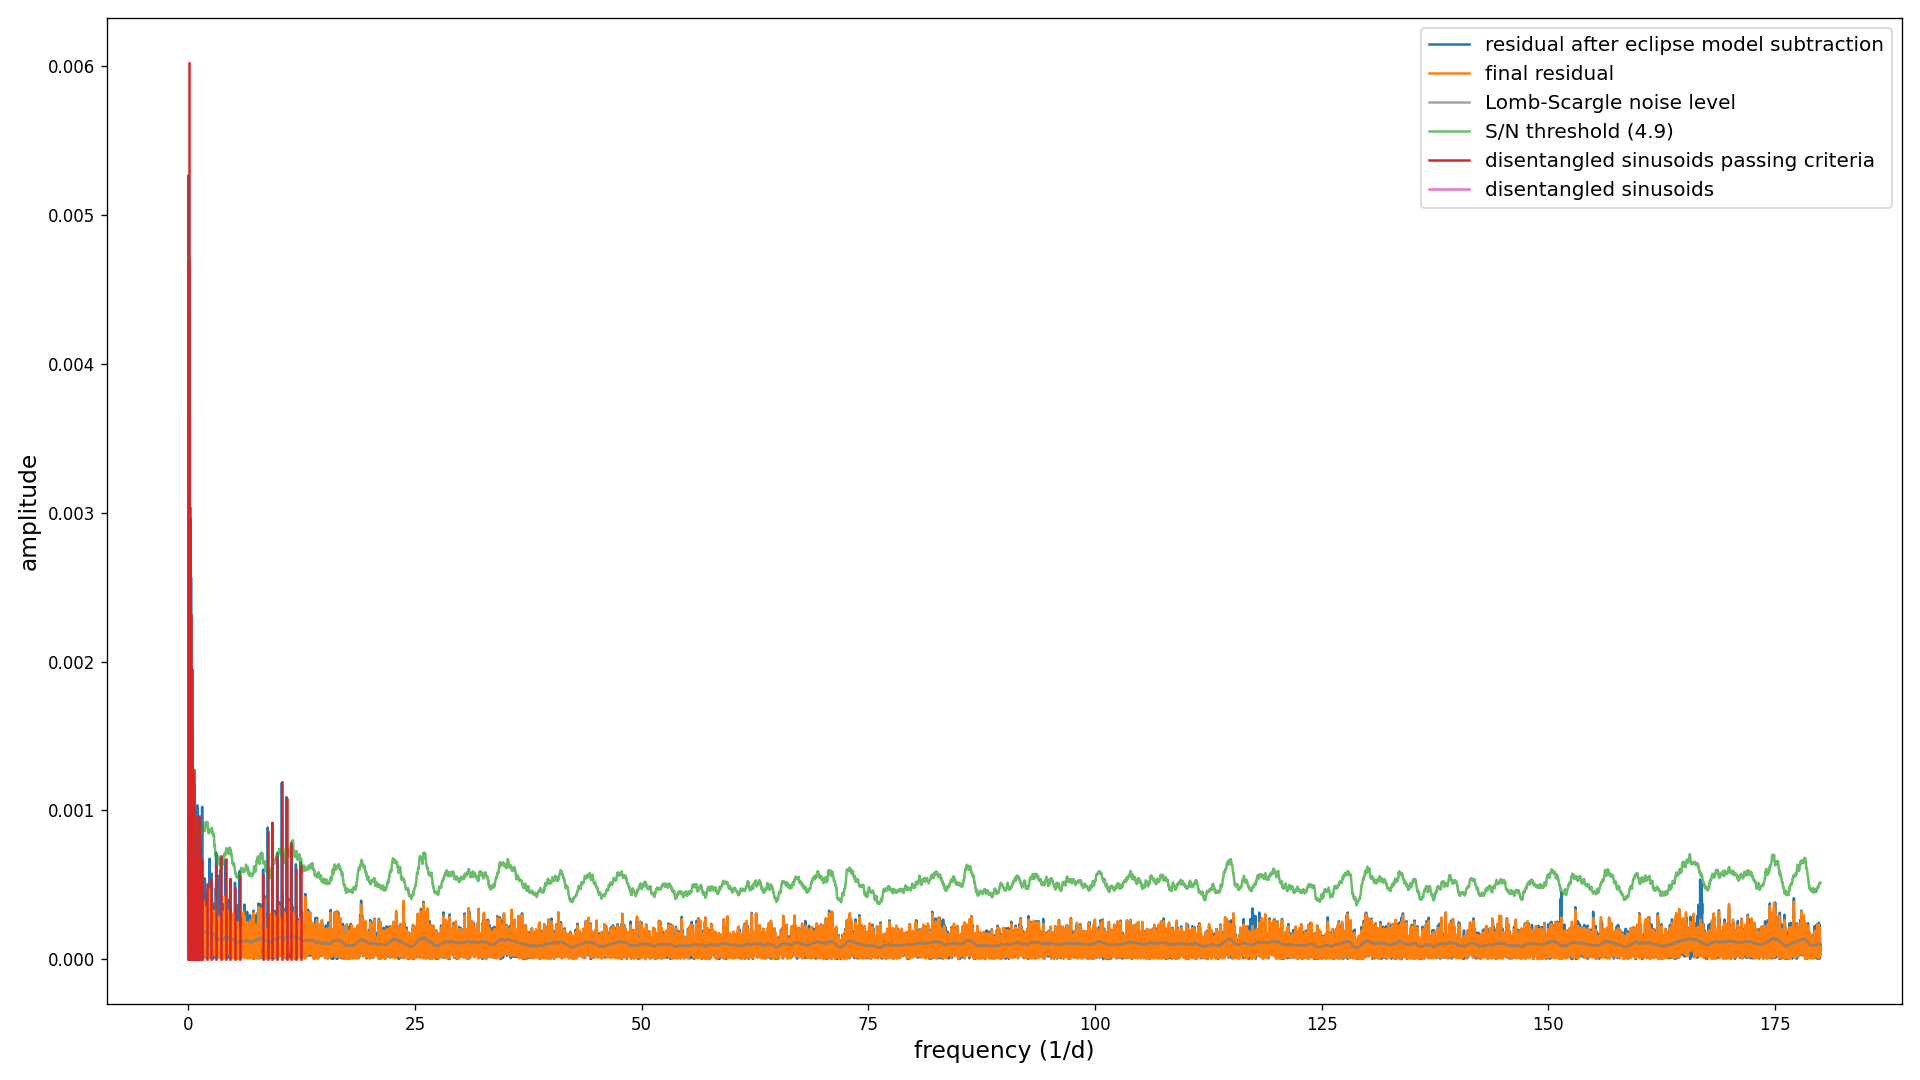 residual after eclipse model subtraction
final residual
Lomb-Scargle noise level
S/N threshold (4.9)
disentangled sinusoids passing criteria
disentangled sinusoids
0.006
0.005
0.004
0.003
0.002
0.001
0.000
amplitude
0 25 50 75 100 125 150 175
frequency (1/d)